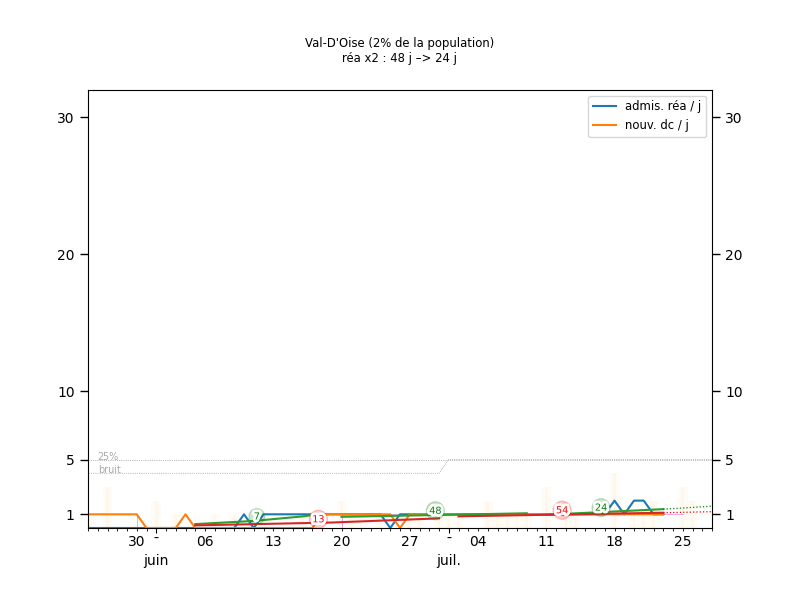 Val-D'Oise (2% de la population)
réa x2 : 48 j –> 24 j
admis. réa / j
nouv. dc / j
30 30
20 20
10 10
25%
5 5
bruit
7 13 48 54 24
1 1
30 - 06 13 20 27 - 04 11 18 25
juin juil.